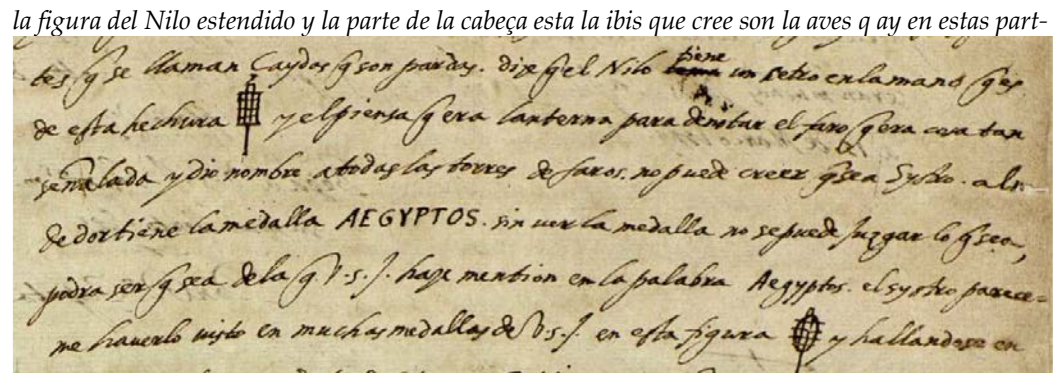 la figura del Nilo estendido y la parte de la cabeça esta la ibis que cree son la aves q ay en estas part-
tes q se llaman Caydos q son pardas. dize q el Nilo tiene un setro en la mano q es
de esta hechura y el piensa q era lanterna para denotar el faro q era cosa tan
señalada y dio nombre a todas las torres de faros. no puede creer q sea Systro. alre
dedor tiene la medalla AEGYPTOS. sin ver la medalla no se puede juzgar lo q sea,
podra ser q sea de la q V.S.I. haze mention en la palabra Aegyptos. el systro parece-
me haverlo visto en muchas medallas de V.S.I. en esta figura y hallandose en